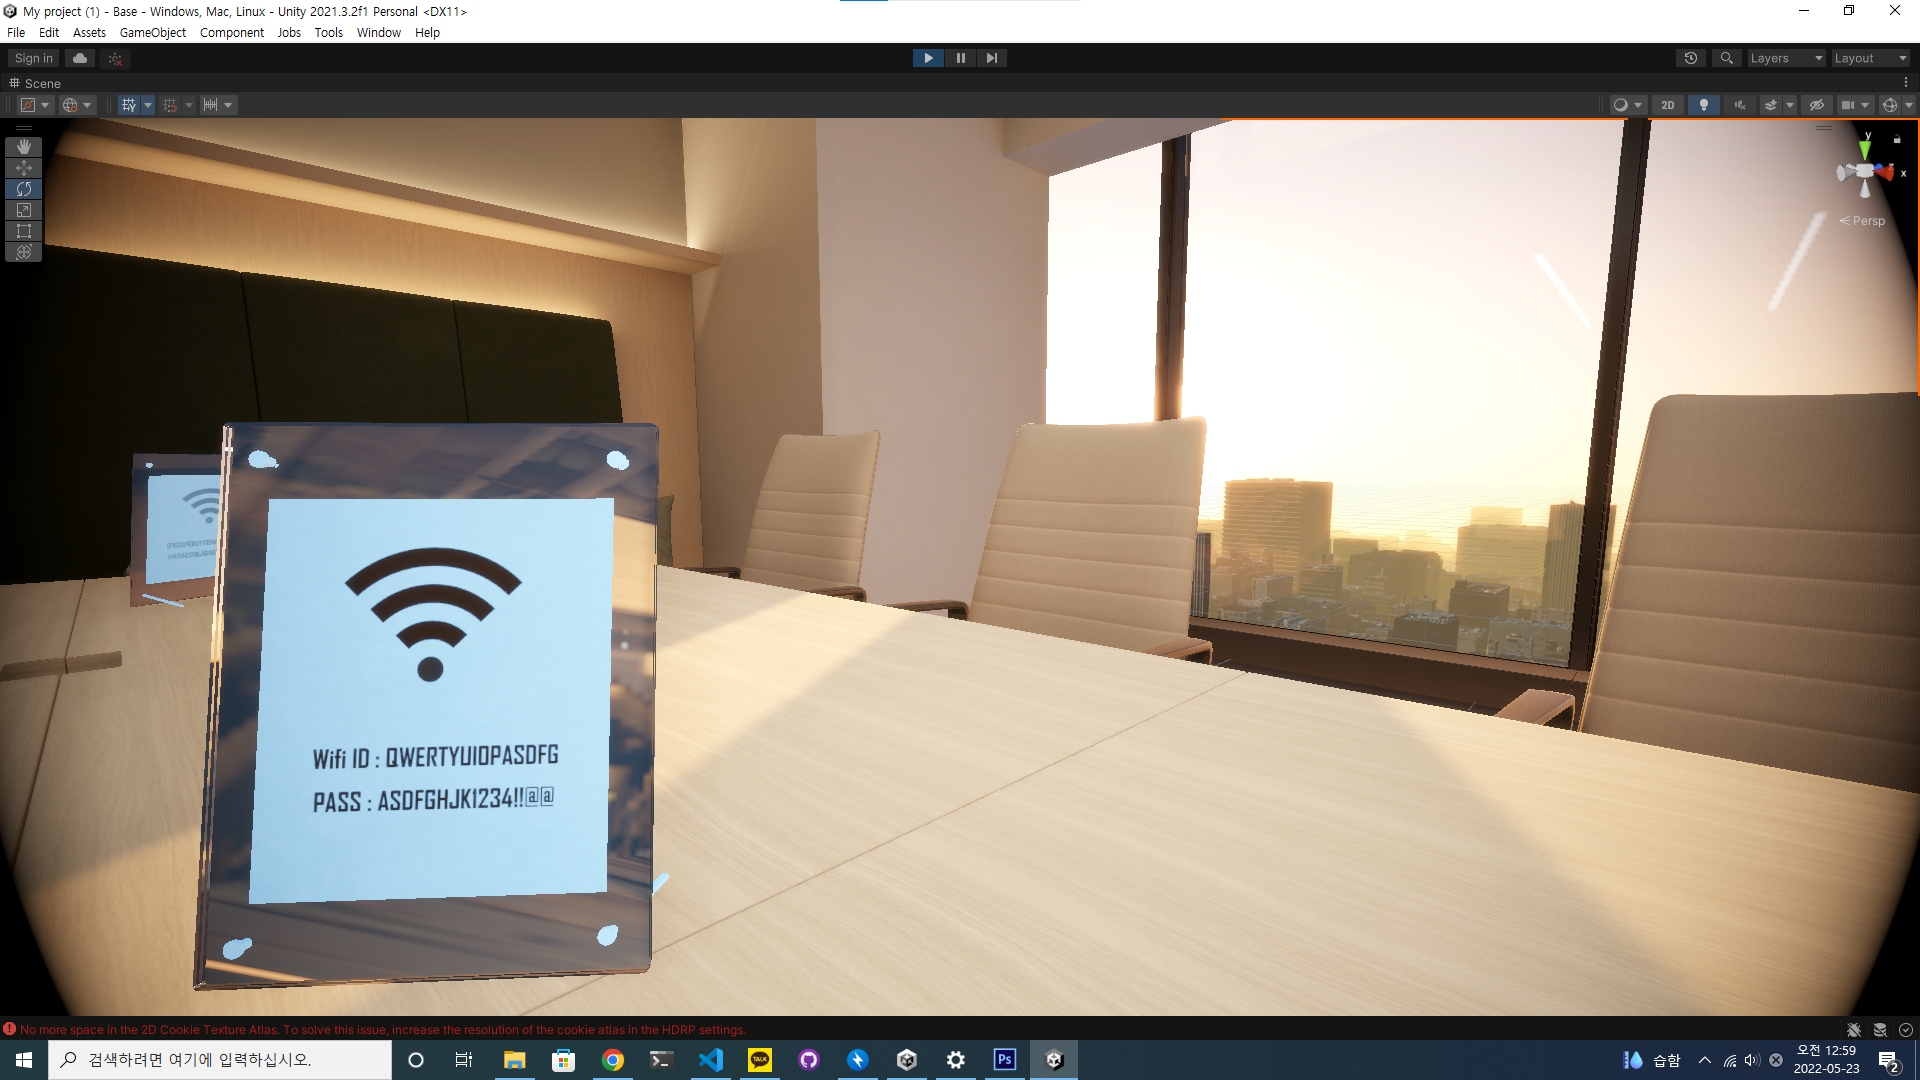 My project (1) - Base - Windows, Mac, Linux - Unity 2021.3.2f1 Personal <DX11>
File Edit Assets GameObject Component Jobs Tools Window Help
Sign in
Layers
Layout
Scene
2D
y
x
Persp
Wifi ID : QWERTYUIOPASDFG
PASS : ASDFGHJK1234!!@@
No more space in the 2D Cookie Texture Atlas. To solve this issue, increase the resolution of the cookie atlas in the HDRP settings.
검색하려면 여기에 입력하십시오.
TALK
Ps
습함
오전 12:59
2022-05-23
2